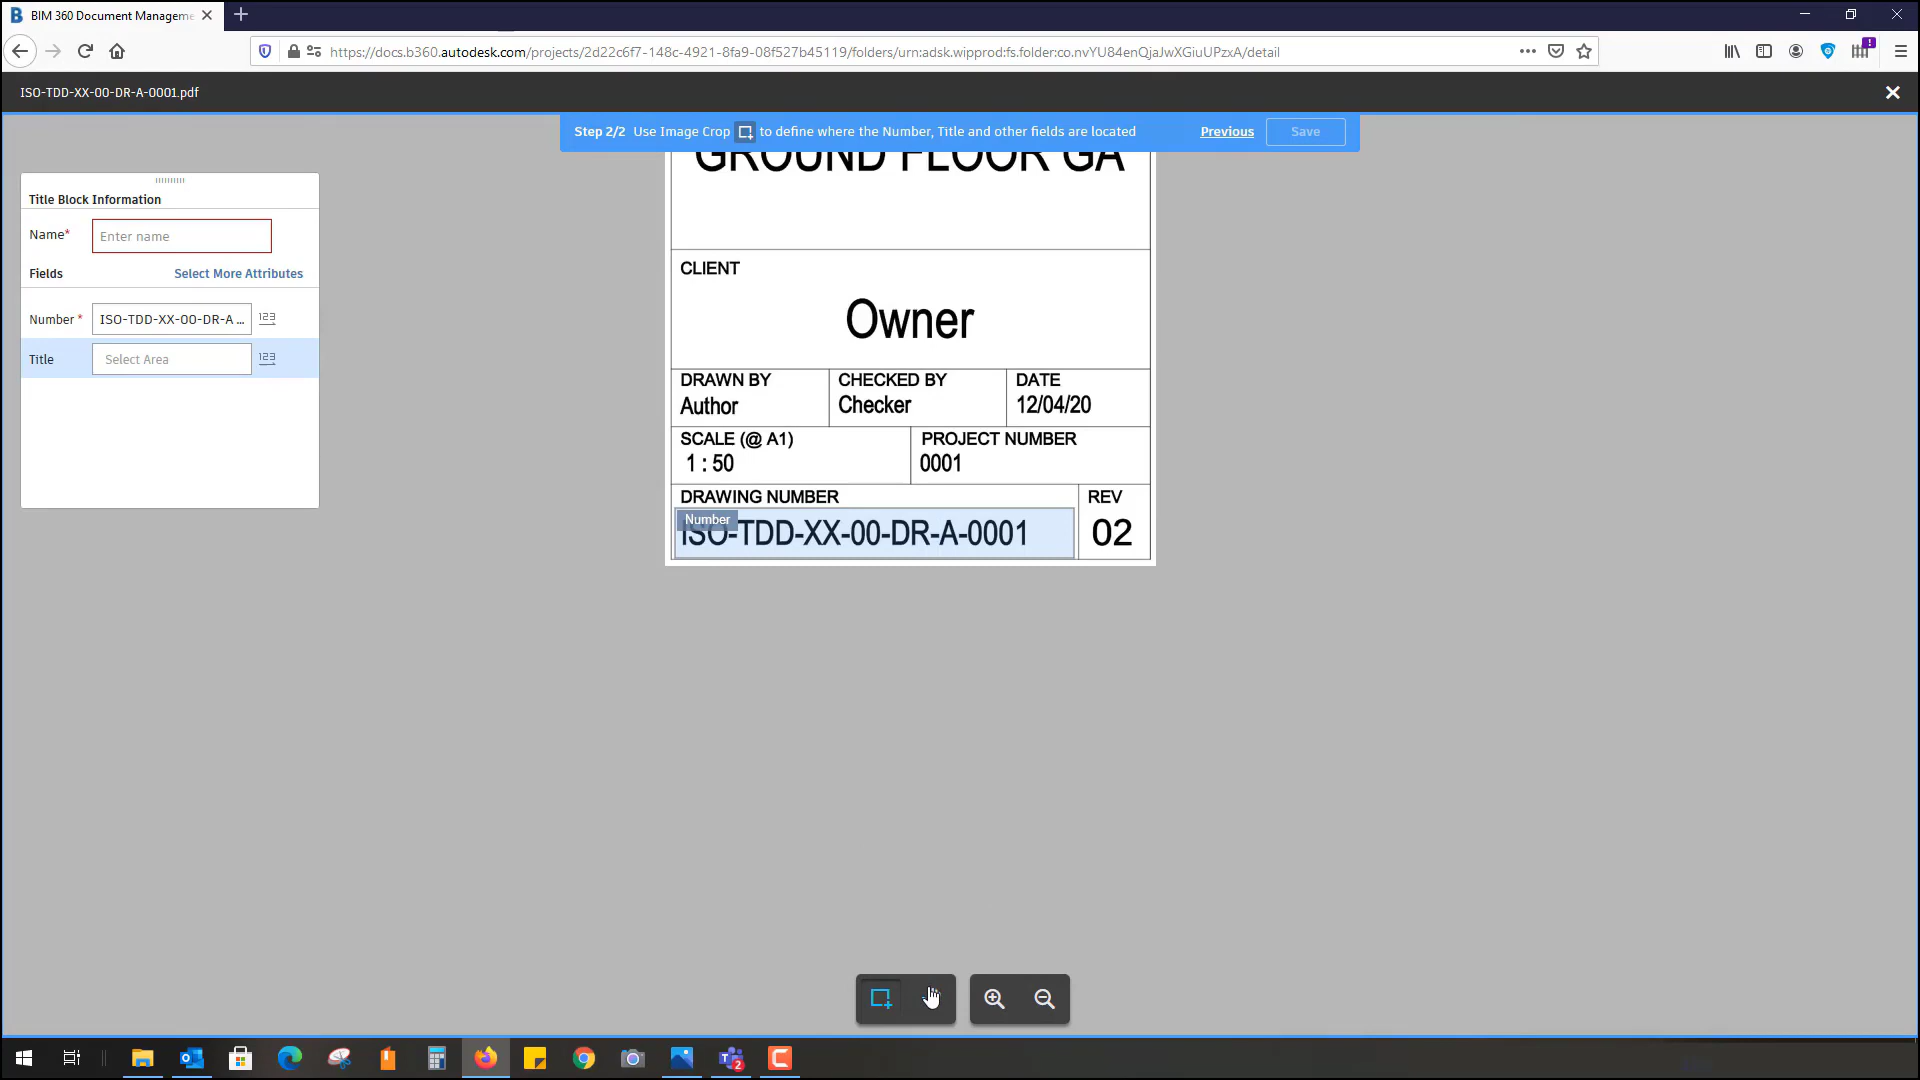 BIM 360 Document Manageme
https://docs.b360.autodesk.com/projects/2d22c6f7-148c-4921-8fa9-08f527b45119/folders/urn:adsk.wipprod:fs.folder:co.nvYU84enQjaJwXGiuUPzxA/detail
ISO-TDD-XX-00-DR-A-0001.pdf
Step 2/2 Use Image Crop to define where the Number, Title and other fields are located Previous Save
GROUND FLOOR GA
Title Block Information
Name* Enter name
Fields Select More Attributes
Number * ISO-TDD-XX-00-DR-A ... 123
Title Select Area 123
CLIENT
Owner
DRAWN BY CHECKED BY DATE
Author Checker 12/04/20
SCALE (@ A1) PROJECT NUMBER
1 : 50 0001
DRAWING NUMBER REV
Number
ISO-TDD-XX-00-DR-A-0001 02